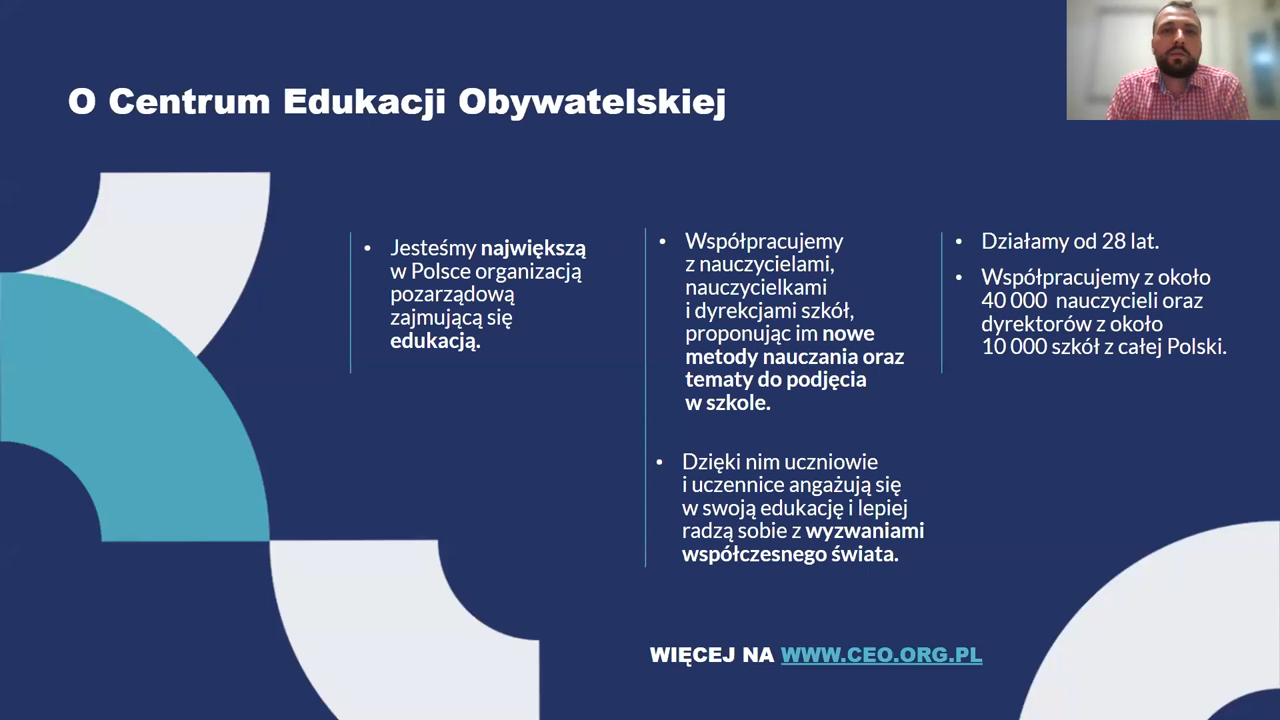 O Centrum Edukacji Obywatelskiej
• Jesteśmy największą
w Polsce organizacją
pozarządową
zajmującą się
edukacją.
• Współpracujemy
z nauczycielami,
nauczycielkami
i dyrekcjami szkół,
proponując im nowe
metody nauczania oraz
tematy do podjęcia
w szkole.
• Dzięki nim uczniowie
i uczennice angażują się
w swoją edukację i lepiej
radzą sobie z wyzwaniami
współczesnego świata.
• Działamy od 28 lat.
• Współpracujemy z około
40 000 nauczycieli oraz
dyrektorów z około
10 000 szkół z całej Polski.
WIĘCEJ NA WWW.CEO.ORG.PL